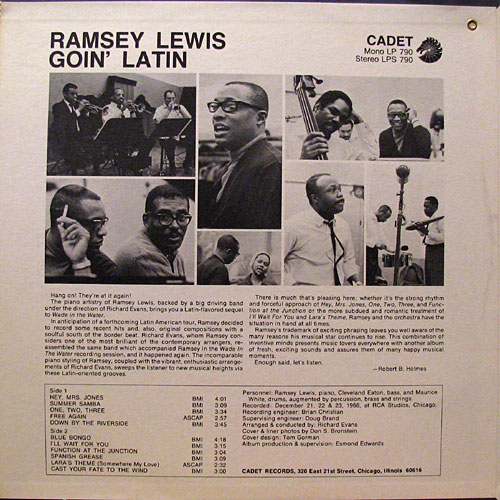 RAMSEY LEWIS
GOIN' LATIN
CADET
Mono LP 790
Stereo LPS 790
Hang on! They're at it again!
The piano artistry of Ramsey Lewis, backed by a big driving band
under the direction of Richard Evans, brings you a Latin-flavored sequel
to Wade in the Water.
In anticipation of a forthcoming Latin American tour, Ramsey decided
to record some recent hits and, also, original compositions with a
soulful south of the border beat. Richard Evans, whom Ramsey consi-
ders one of the most brilliant of the contemporary arrangers, re-
assembled the same band which accompanied Ramsey in the Wade In
The Water recording session, and it happened again. The incomparable
piano styling of Ramsey, coupled with the vibrant, enthusiastic arrange-
ments of Richard Evans, sweeps the listener to new musical heights via
these Latin-oriented grooves.
There is much that's pleasing here; whether it's the strong rhythm
and forceful approach of Hey, Mrs. Jones, One, Two, Three, and Func-
tion at the Junction or the more subdued and romantic treatment of
I'll Wait For You and Lara's Theme, Ramsey and the orchestra have the
situation in hand at all times.
Ramsey's trademark of exciting phrasing leaves you well aware of the
many reasons his musical star continues to rise. This combination of
inventive minds presents music lovers everywhere with another album
of fresh, exciting sounds and assures them of many happy musical
moments.
Enough said, let's listen.
– Robert B. Holmes
Side 1
HEY, MRS. JONES BMI 4:01
SUMMER SAMBA BMI 3:09
ONE, TWO, THREE BMI 3:34
FREE AGAIN ASCAP 2:57
DOWN BY THE RIVERSIDE BMI 3:45
Side 2
BLUE BONGO BMI 4:18
I'LL WAIT FOR YOU BMI 3:15
FUNCTION AT THE JUNCTION BMI 3:04
SPANISH GREASE BMI 3:09
LARA'S THEME (Somewhere My Love) ASCAP 2:32
CAST YOUR FATE TO THE WIND BMI 3:00
Personnel: Ramsey Lewis, piano, Cleveland Eaton, bass, and Maurice
White, drums, augmented by percussion, brass and strings
Recorded: December 21, 22 & 23, 1966, at RCA Studios, Chicago.
Recording engineer: Brian Christian
Supervising engineer: Doug Brand
Arranged & conducted by: Richard Evans
Cover & liner photos by Don S. Bronstein
Cover design: Tom Gorman
Album production & supervision: Esmond Edwards
CADET RECORDS, 320 East 21st Street, Chicago, Illinois 60616